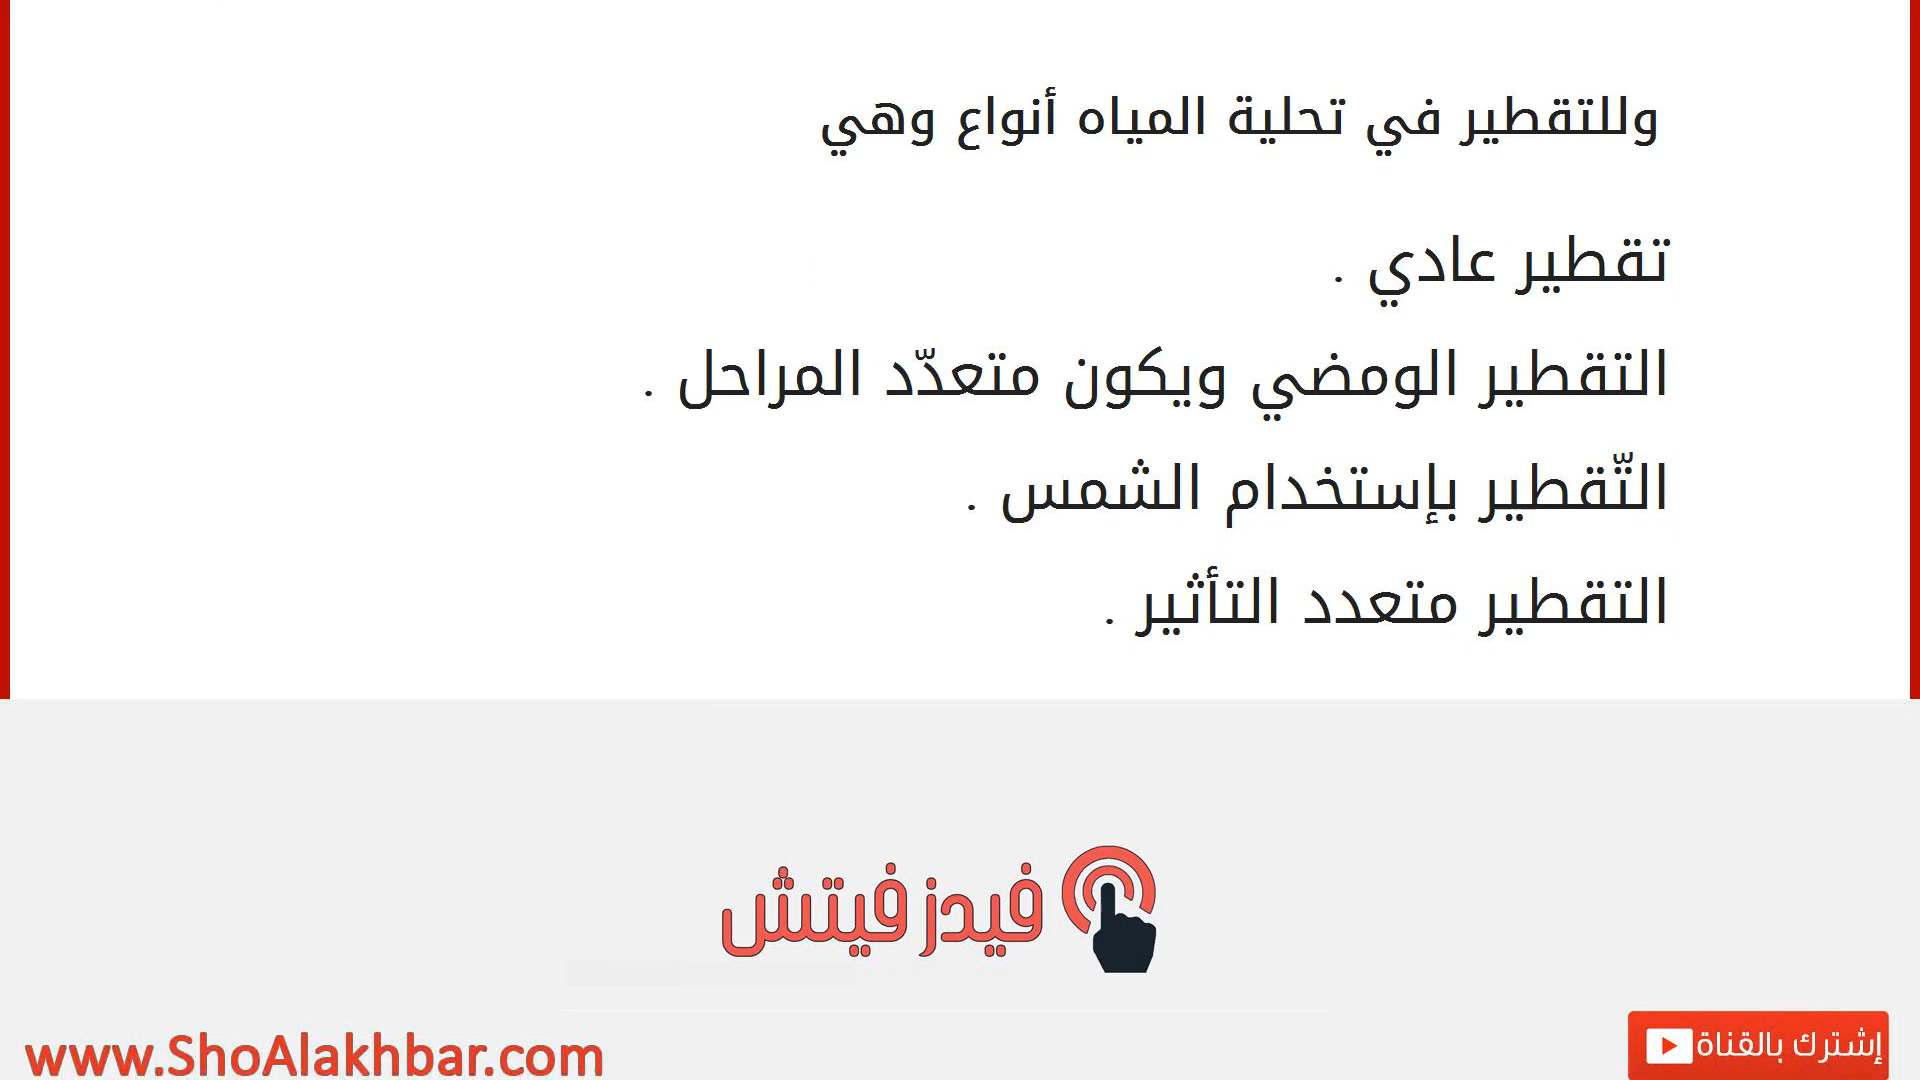 وللتقطير في تحلية المياه أنواع وهي
تقطير عادي .
التقطير الومضي ويكون متعدّد المراحل .
التّقطير بإستخدام الشمس .
التقطير متعدد التأثير .
فيدز فيتش
www.ShoAlakhbar.com
إشترك بالقناة